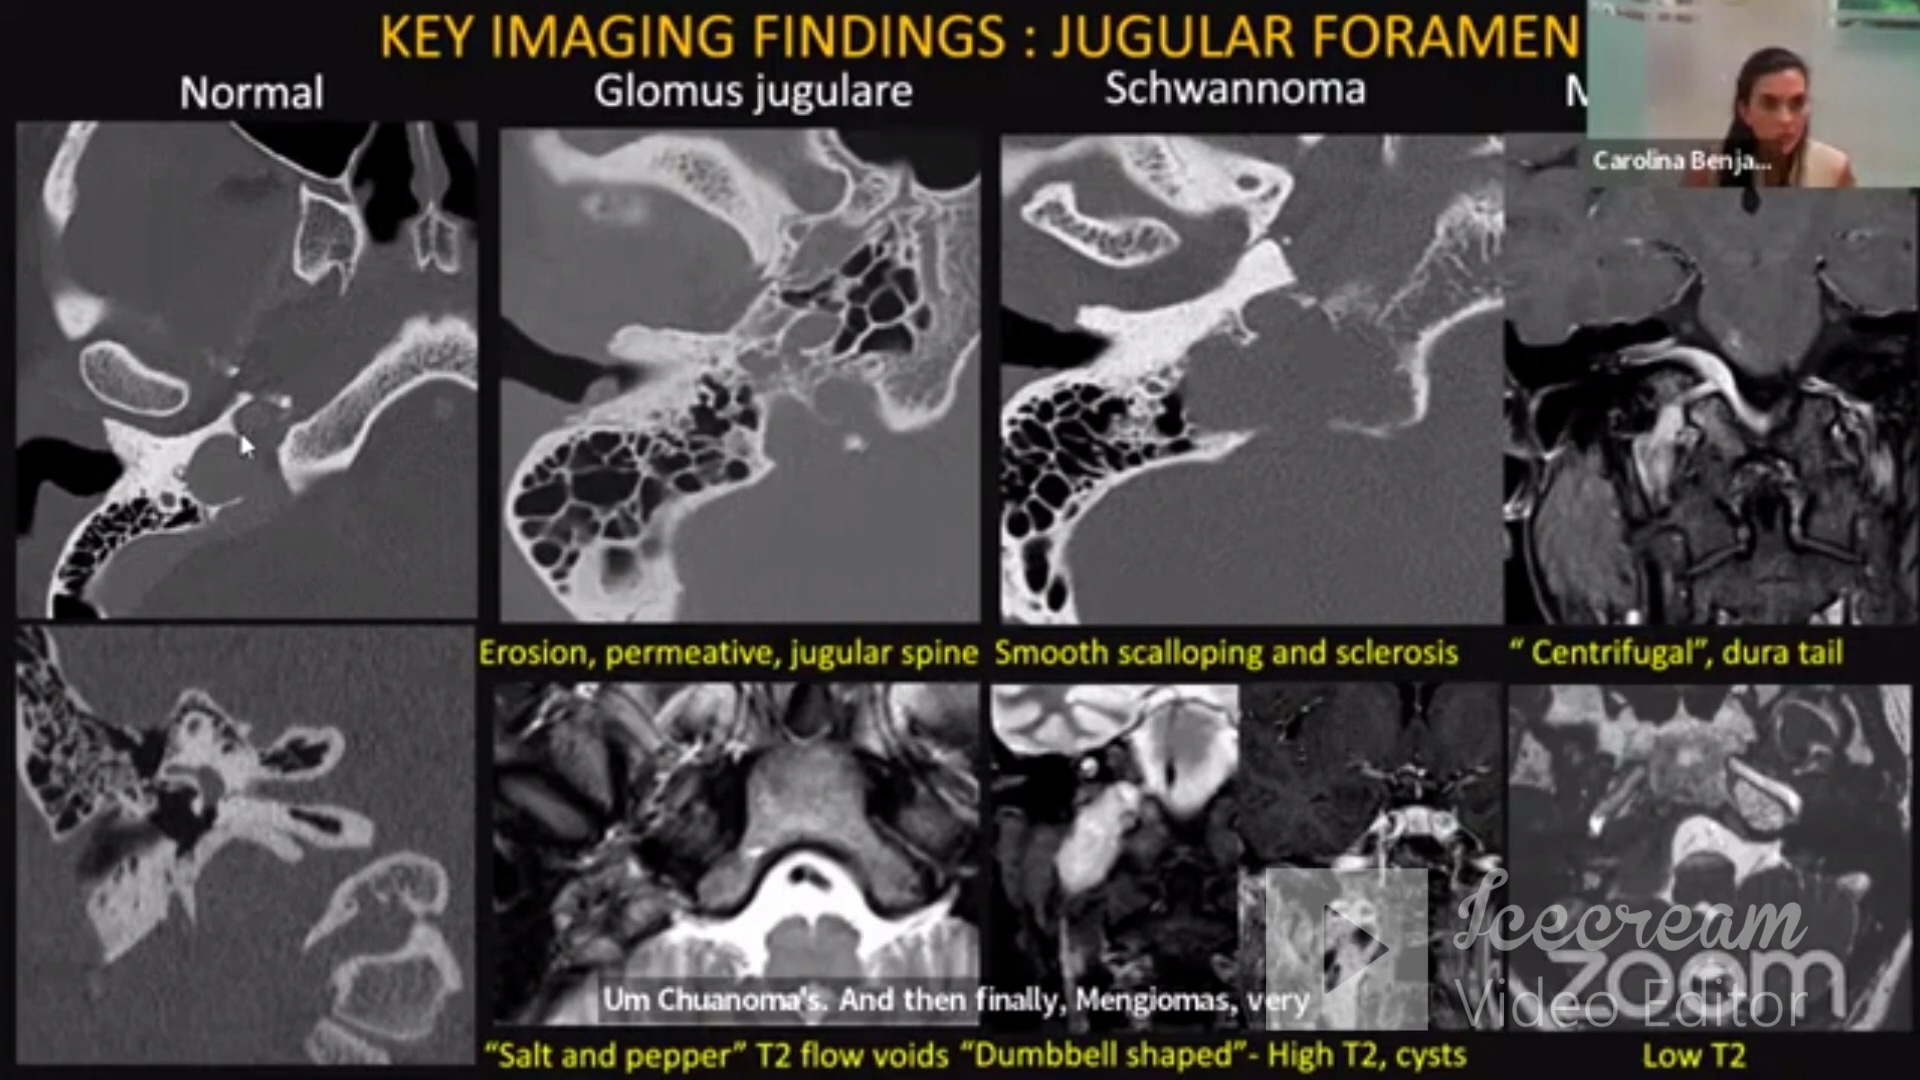 KEY IMAGING FINDINGS : JUGULAR FORAMEN
Normal
Glomus jugulare
Schwannoma
M
Carolina Benja...
Erosion, permeative, jugular spine
Smooth scalloping and sclerosis
“ Centrifugal”, dura tail
Um Chuanoma's. And then finally, Mengiomas, very
Icecream
zoom
Video Editor
“Salt and pepper” T2 flow voids
“Dumbbell shaped”- High T2, cysts
Low T2